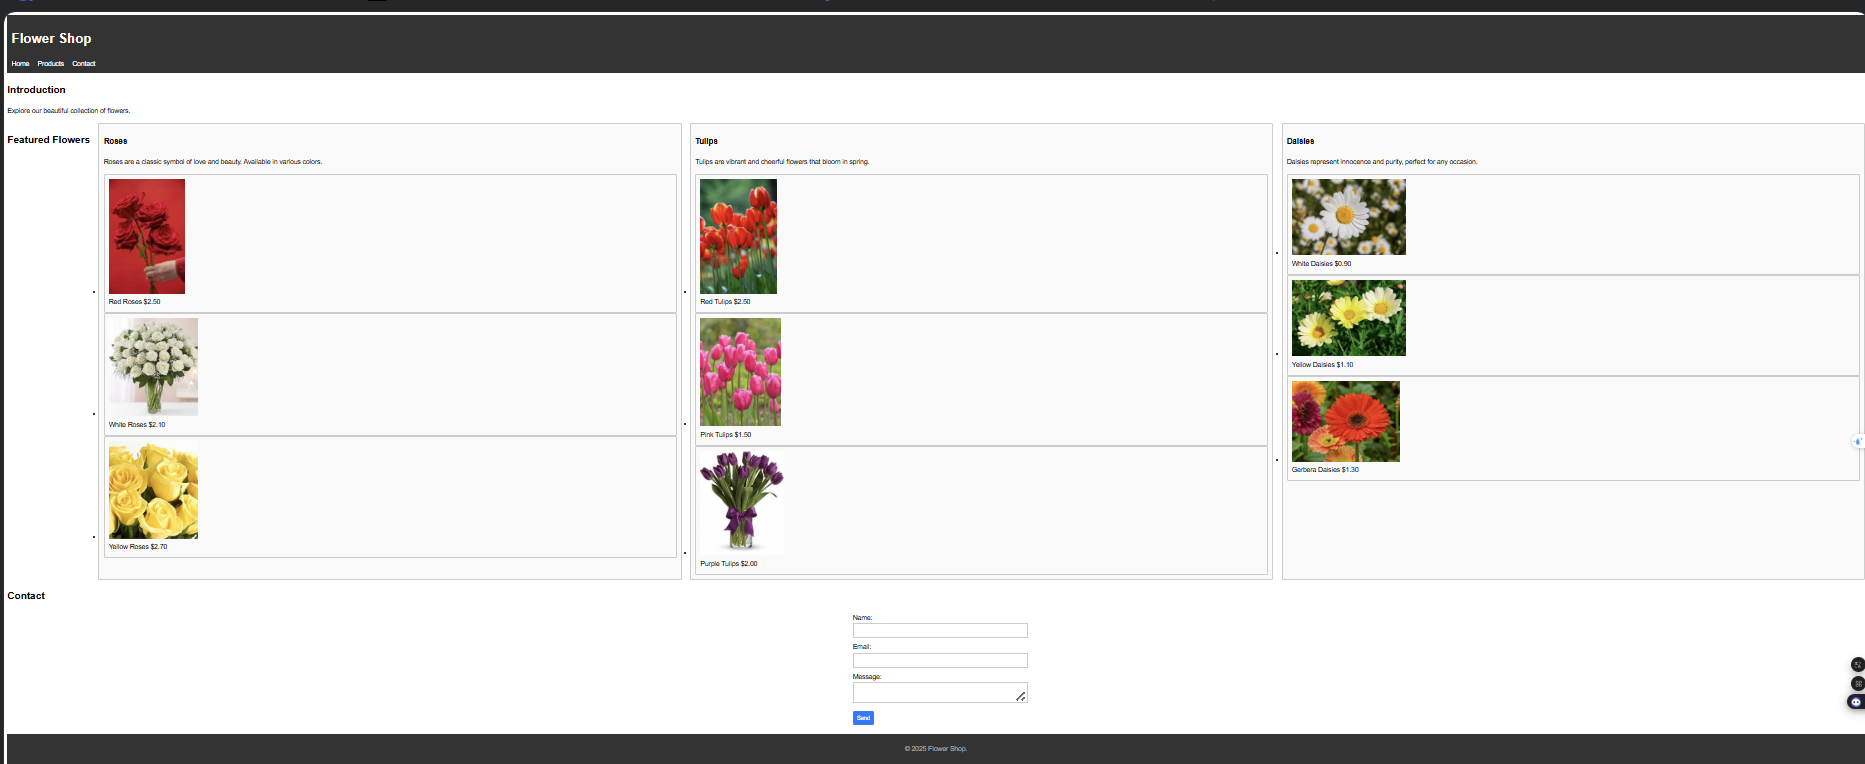 Flower Shop
Home Products Contact
Introduction
Explore our beautiful collection of flowers.
Featured Flowers
Roses
Roses are a classic symbol of love and beauty. Available in various colors.
Red Roses $2.50
White Roses $2.10
Yellow Roses $2.70
Tulips
Tulips are vibrant and cheerful flowers that bloom in spring.
Red Tulips $2.50
Pink Tulips $1.50
Purple Tulips $2.00
Daisies
Daisies represent innocence and purity, perfect for any occasion.
White Daisies $0.90
Yellow Daisies $1.10
Gerbera Daisies $1.30
Contact
Name:
Email:
Message:
Send
© 2025 Flower Shop.